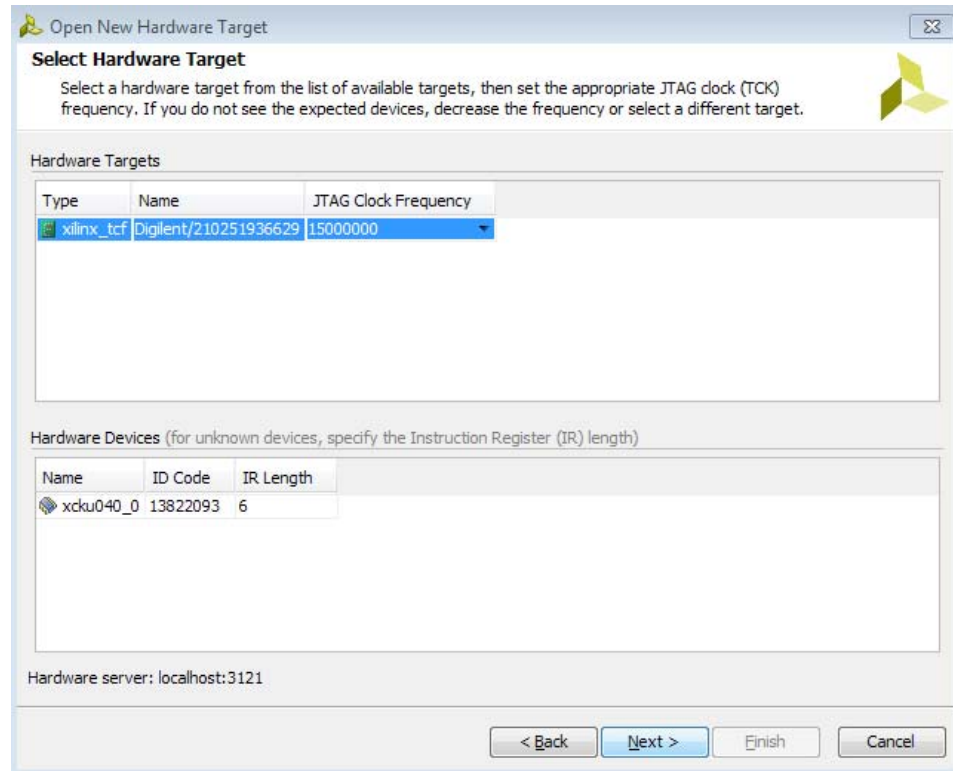 Open New Hardware Target
Select Hardware Target
Select a hardware target from the list of available targets, then set the appropriate JTAG clock (TCK)
frequency. If you do not see the expected devices, decrease the frequency or select a different target.
Hardware Targets
Type Name JTAG Clock Frequency
xilinx_tcf Digilent/210251936629 15000000
Hardware Devices (for unknown devices, specify the Instruction Register (IR) length)
Name ID Code IR Length
xcku040_0 13822093 6
Hardware server: localhost:3121
< Back Next > Finish Cancel